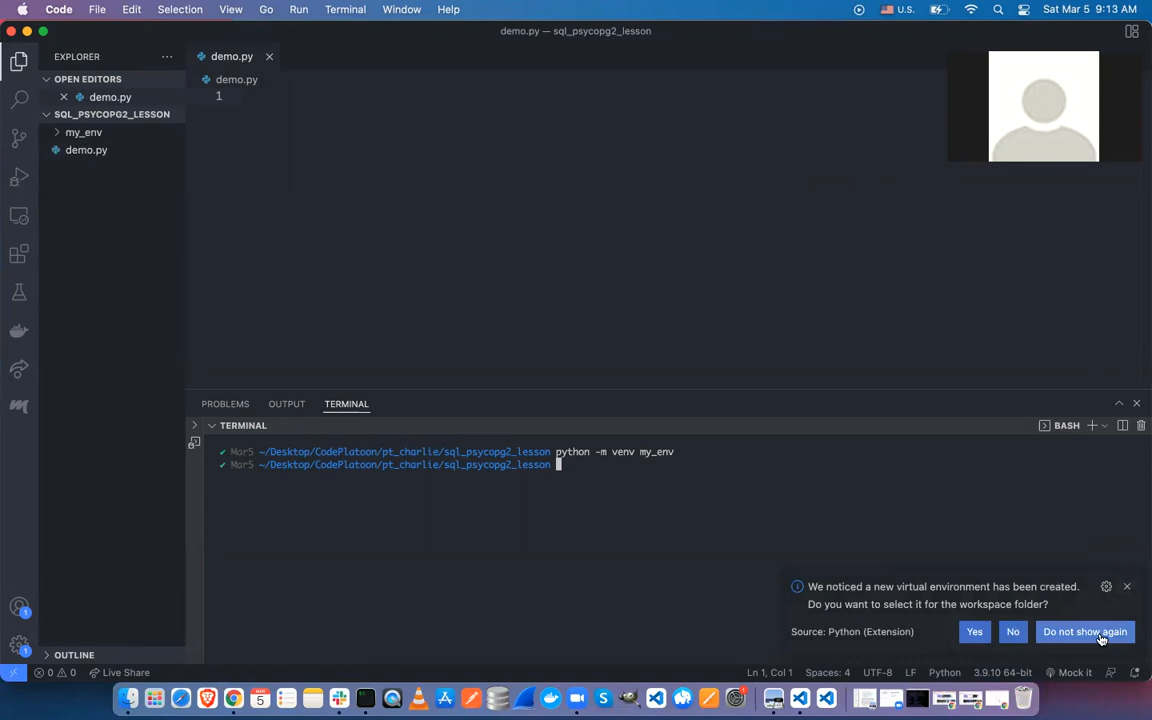 Code File Edit Selection View Go Run Terminal Window Help U.S. Sat Mar 5 9:13 AM
demo.py — sql_psycopg2_lesson
EXPLORER
demo.py
OPEN EDITORS
demo.py
demo.py
1
SQL_PSYCOPG2_LESSON
my_env
demo.py
PROBLEMS OUTPUT TERMINAL
TERMINAL
BASH
✔ Mar5 ~/Desktop/CodePlatoon/pt_charlie/sql_psycopg2_lesson python -m venv my_env
✔ Mar5 ~/Desktop/CodePlatoon/pt_charlie/sql_psycopg2_lesson
We noticed a new virtual environment has been created.
Do you want to select it for the workspace folder?
Source: Python (Extension) Yes No Do not show again
1
1
OUTLINE
0 0 Live Share Ln 1, Col 1 Spaces: 4 UTF-8 LF Python 3.9.10 64-bit Mock it
5